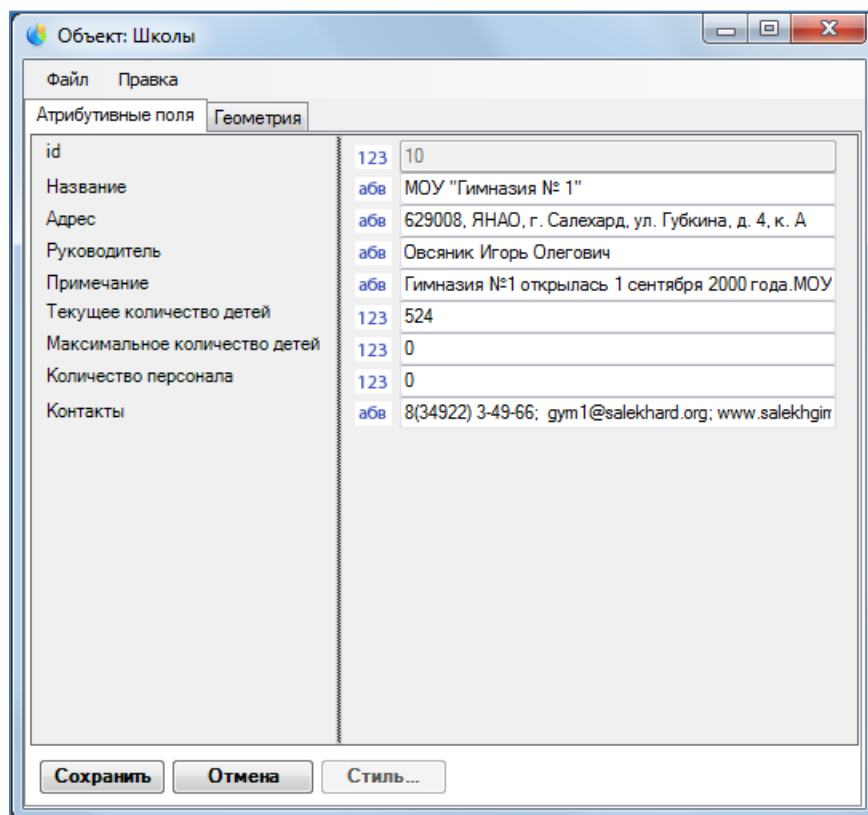 Объект: Школы
Файл Правка
Атрибутивные поля Геометрия
id 123 10
Название абв МОУ "Гимназия № 1"
Адрес абв 629008, ЯНАО, г. Салехард, ул. Губкина, д. 4, к. А
Руководитель абв Овсяник Игорь Олегович
Примечание абв Гимназия №1 открылась 1 сентября 2000 года.МОУ
Текущее количество детей 123 524
Максимальное количество детей 123 0
Количество персонала 123 0
Контакты абв 8(34922) 3-49-66; gym1@salekhard.org; www.salekhgim
Сохранить Отмена Стиль...